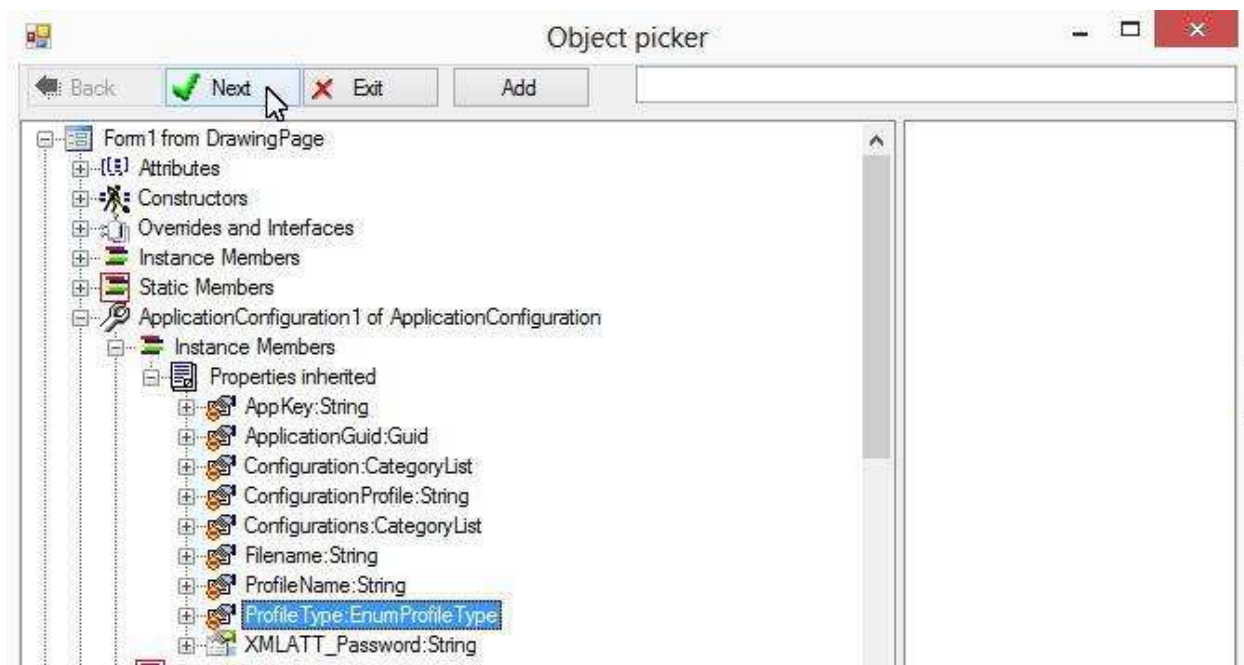 Object picker
Back Next Exit Add
Form1 from DrawingPage
Attributes
Constructors
Overrides and Interfaces
Instance Members
Static Members
ApplicationConfiguration1 of ApplicationConfiguration
Instance Members
Properties inherited
AppKey:String
ApplicationGuid:Guid
Configuration:CategoryList
ConfigurationProfile:String
Configurations:CategoryList
Filename:String
ProfileName:String
ProfileType:EnumProfileType
XMLATT_Password:String